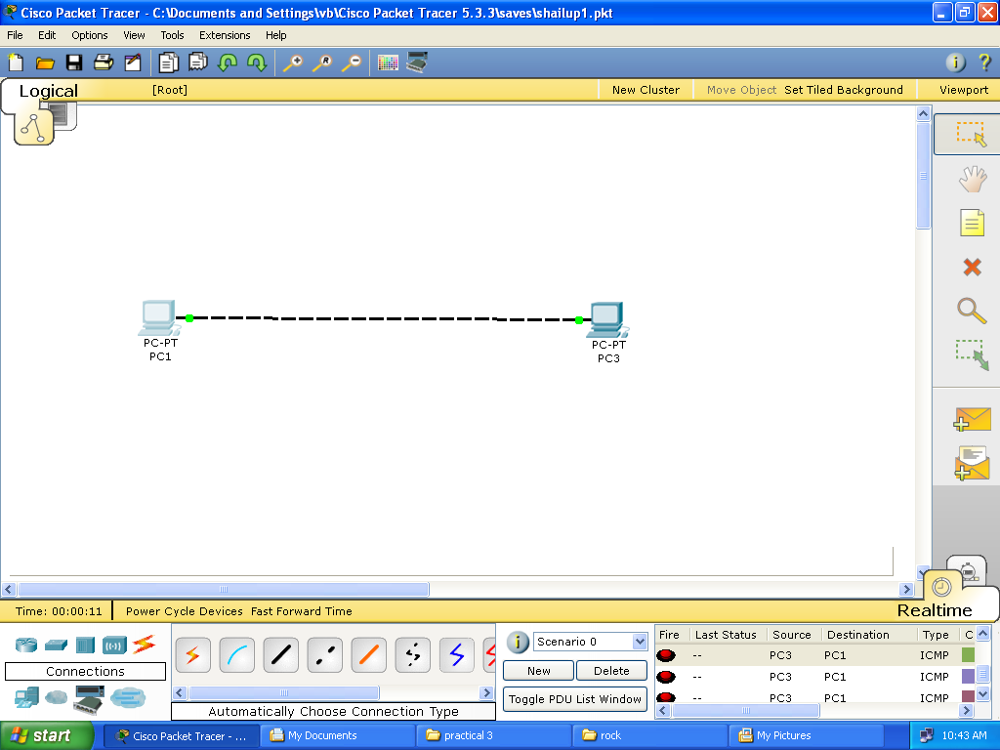 Cisco Packet Tracer - C:\Documents and Settings\vb\Cisco Packet Tracer 5.3.3\saves\shailup1.pkt
File Edit Options View Tools Extensions Help
Logical [Root] New Cluster Move Object Set Tiled Background Viewport
PC-PT
PC1
PC-PT
PC3
Time: 00:00:11 Power Cycle Devices Fast Forward Time
Realtime
Connections
Automatically Choose Connection Type
Scenario 0
New Delete
Toggle PDU List Window
Fire Last Status Source Destination Type C
-- PC3 PC1 ICMP
-- PC3 PC1 ICMP
-- PC3 PC1 ICMP
start Cisco Packet Tracer - ... My Documents practical 3 rock My Pictures 10:43 AM